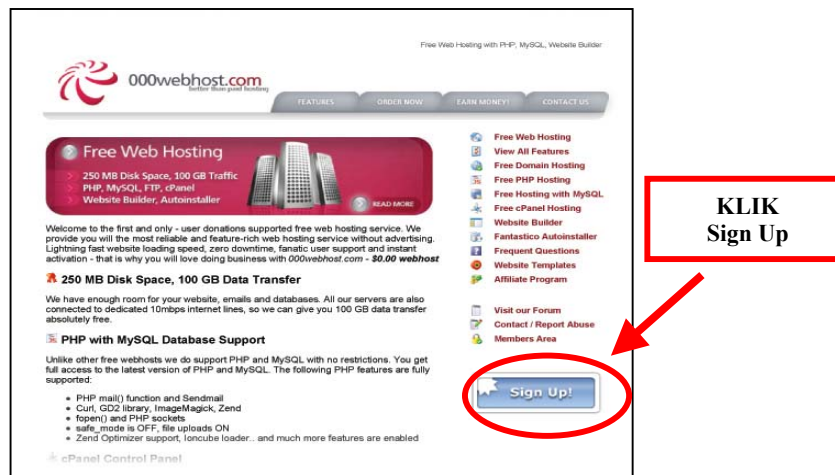 Free Web Hosting with PHP, MySQL, Website Builder
000webhost.com
better than paid hosting
FEATURES ORDER NOW EARN MONEY! CONTACT US
Free Web Hosting
250 MB Disk Space, 100 GB Traffic
PHP, MySQL, FTP, cPanel
Website Builder, Autoinstaller
READ MORE
Welcome to the first and only - user donations supported free web hosting service. We
provide you will the most reliable and feature-rich web hosting service without advertising.
Lightning fast website loading speed, zero downtime, fanatic user support and instant
activation - that is why you will love doing business with 000webhost.com - $0.00 webhost
250 MB Disk Space, 100 GB Data Transfer
We have enough room for your website, emails and databases. All our servers are also
connected to dedicated 10mbps internet lines, so we can give you 100 GB data transfer
absolutely free.
PHP with MySQL Database Support
Unlike other free webhosts we do support PHP and MySQL with no restrictions. You get
full access to the latest version of PHP and MySQL. The following PHP features are fully
supported:
PHP mail() function and Sendmail
Curl, GD2 library, ImageMagick, Zend
fopen() and PHP sockets
safe_mode is OFF, file uploads ON
Zend Optimizer support, Ioncube loader.. and much more features are enabled
cPanel Control Panel
Free Web Hosting
View All Features
Free Domain Hosting
Free PHP Hosting
Free Hosting with MySQL
Free cPanel Hosting
Website Builder
Fantastico Autoinstaller
Frequent Questions
Website Templates
Affiliate Program
Visit our Forum
Contact / Report Abuse
Members Area
Sign Up!
KLIK
Sign Up